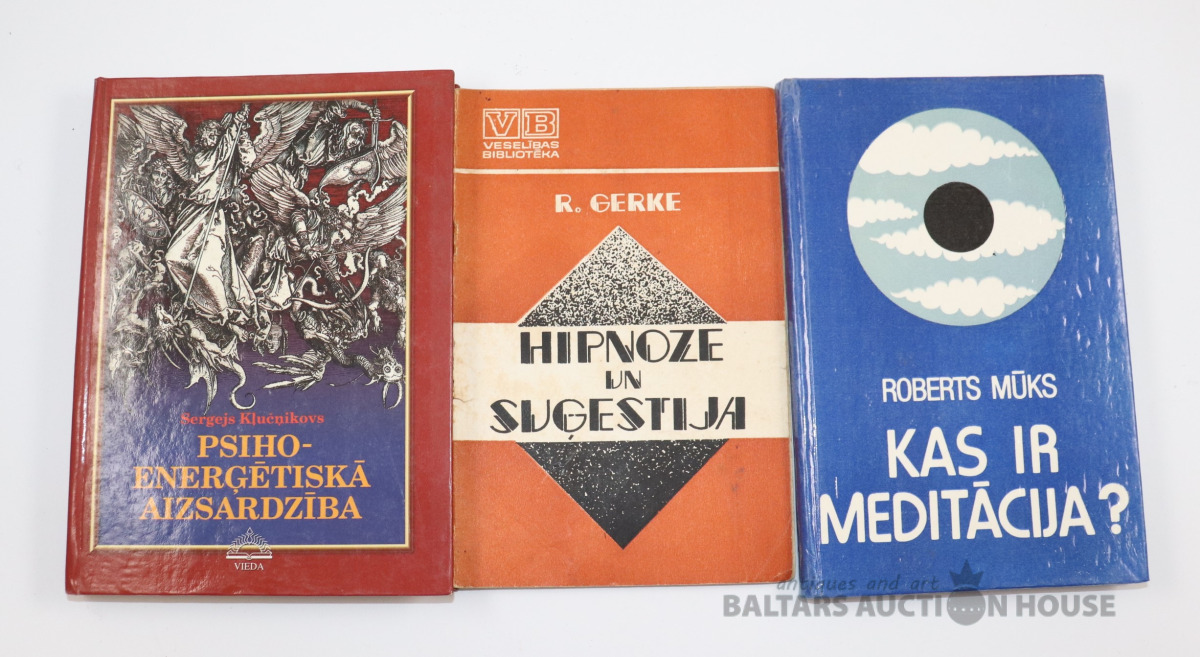 Sergejs Kļučņikovs
PSIHO-
ENERĢĒTISKĀ
AIZSARDZĪBA
VIEDA
VB
VESELĪBAS
BIBLIOTĒKA
R. GERKE
HIPNOZE
UN
SUĢESTIJA
ROBERTS MŪKS
KAS IR
MEDITĀCIJA?
antiques and art
BALTARS AUCTION HOUSE